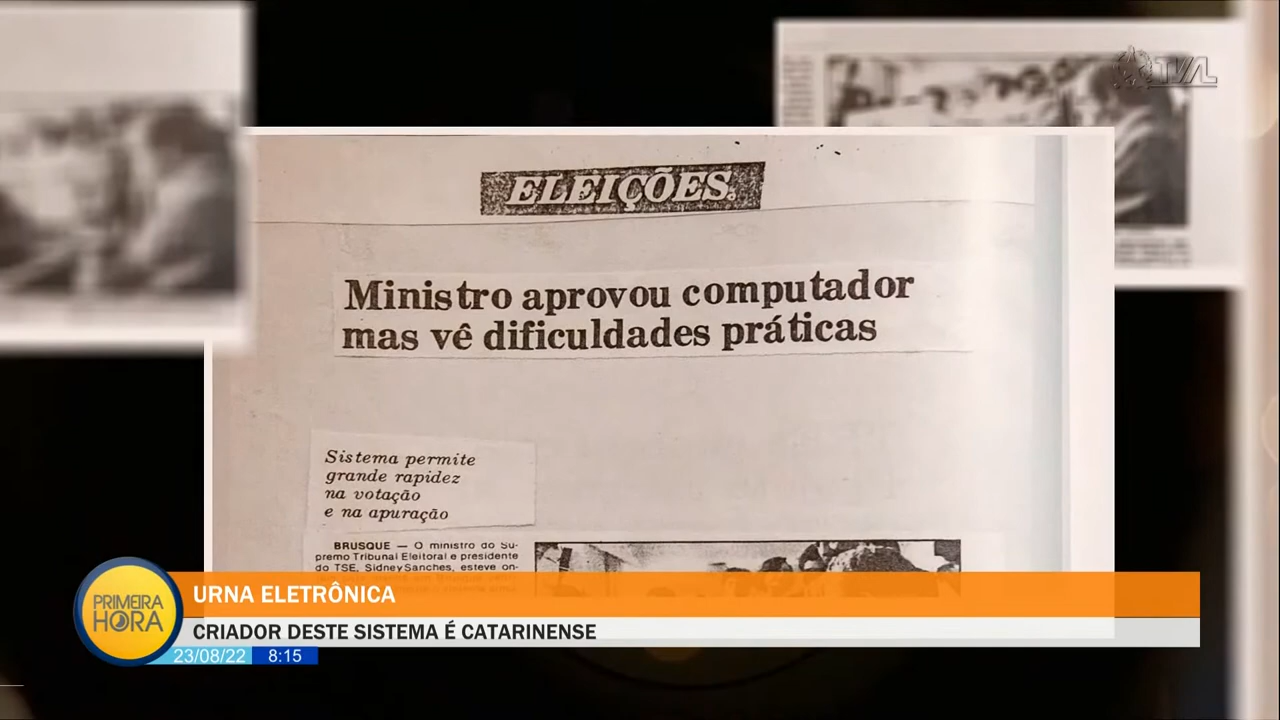 TVAL
ELEIÇÕES.
Ministro aprovou computador
mas vê dificuldades práticas
Sistema permite
grande rapidez
na votação
e na apuração
BRUSQUE — O ministro do Su-
premo Tribunal Eleitoral e presidente
do TSE, Sidney Sanches, esteve on-
PRIMEIRA
HORA
URNA ELETRÔNICA
CRIADOR DESTE SISTEMA É CATARINENSE
23/08/22 8:15